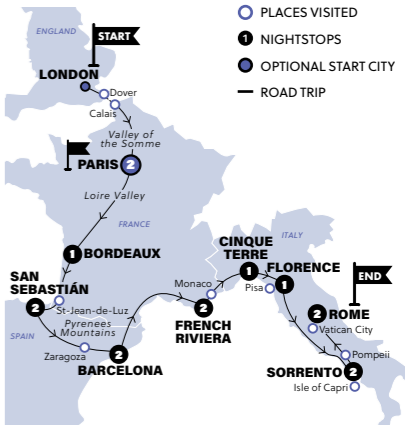 PLACES VISITED
1 NIGHTSTOPS
OPTIONAL START CITY
ROAD TRIP
ENGLAND
START
LONDON
Dover
Calais
Valley of
the Somme
PARIS
2
Loire Valley
FRANCE
1
BORDEAUX
SAN
SEBASTIÁN
2
St-Jean-de-Luz
Pyrenees
Mountains
SPAIN
Zaragoza
2
BARCELONA
Monaco
2
FRENCH
RIVIERA
CINQUE
TERRE
1
ITALY
FLORENCE
Pisa
1
END
2
ROME
Vatican City
Pompeii
SORRENTO
2
Isle of Capri